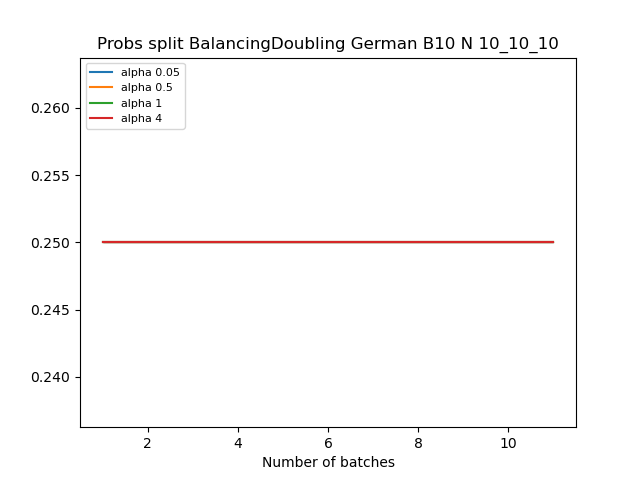 Probs split BalancingDoubling German B10 N 10_10_10
alpha 0.05
alpha 0.5
alpha 1
alpha 4
0.260
0.255
0.250
0.245
0.240
2 4 6 8 10
Number of batches